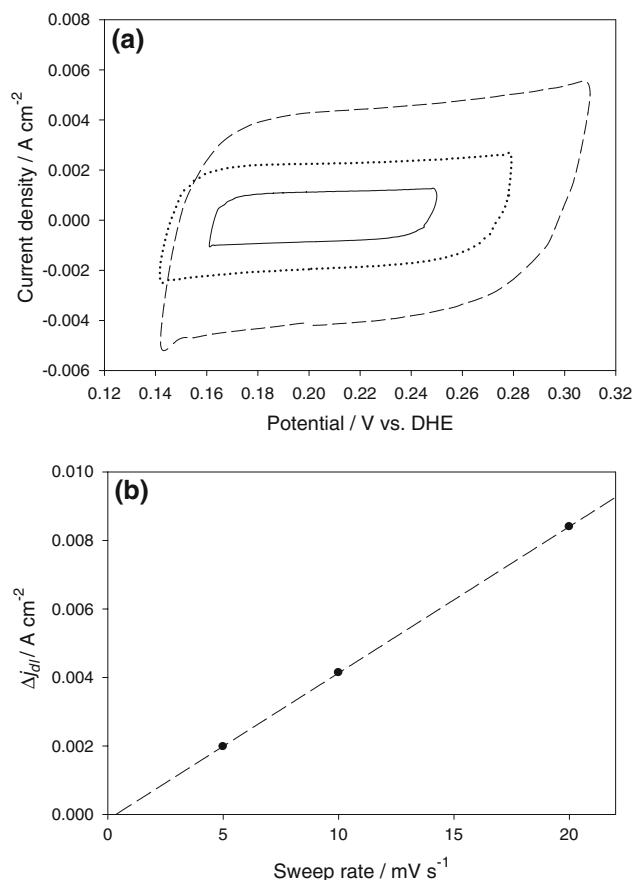 (a)
0.008
0.006
0.004
0.002
0.000
-0.002
-0.004
-0.006
Current density / A cm-2
0.12 0.14 0.16 0.18 0.20 0.22 0.24 0.26 0.28 0.30 0.32
Potential / V vs. DHE
(b)
0.010
0.008
0.006
0.004
0.002
0.000
Δjdl / A cm-2
0 5 10 15 20
Sweep rate / mV s-1